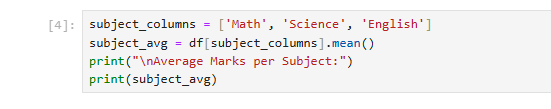 [4]: subject_columns = ['Math', 'Science', 'English']
subject_avg = df[subject_columns].mean()
print("\nAverage Marks per Subject:")
print(subject_avg)